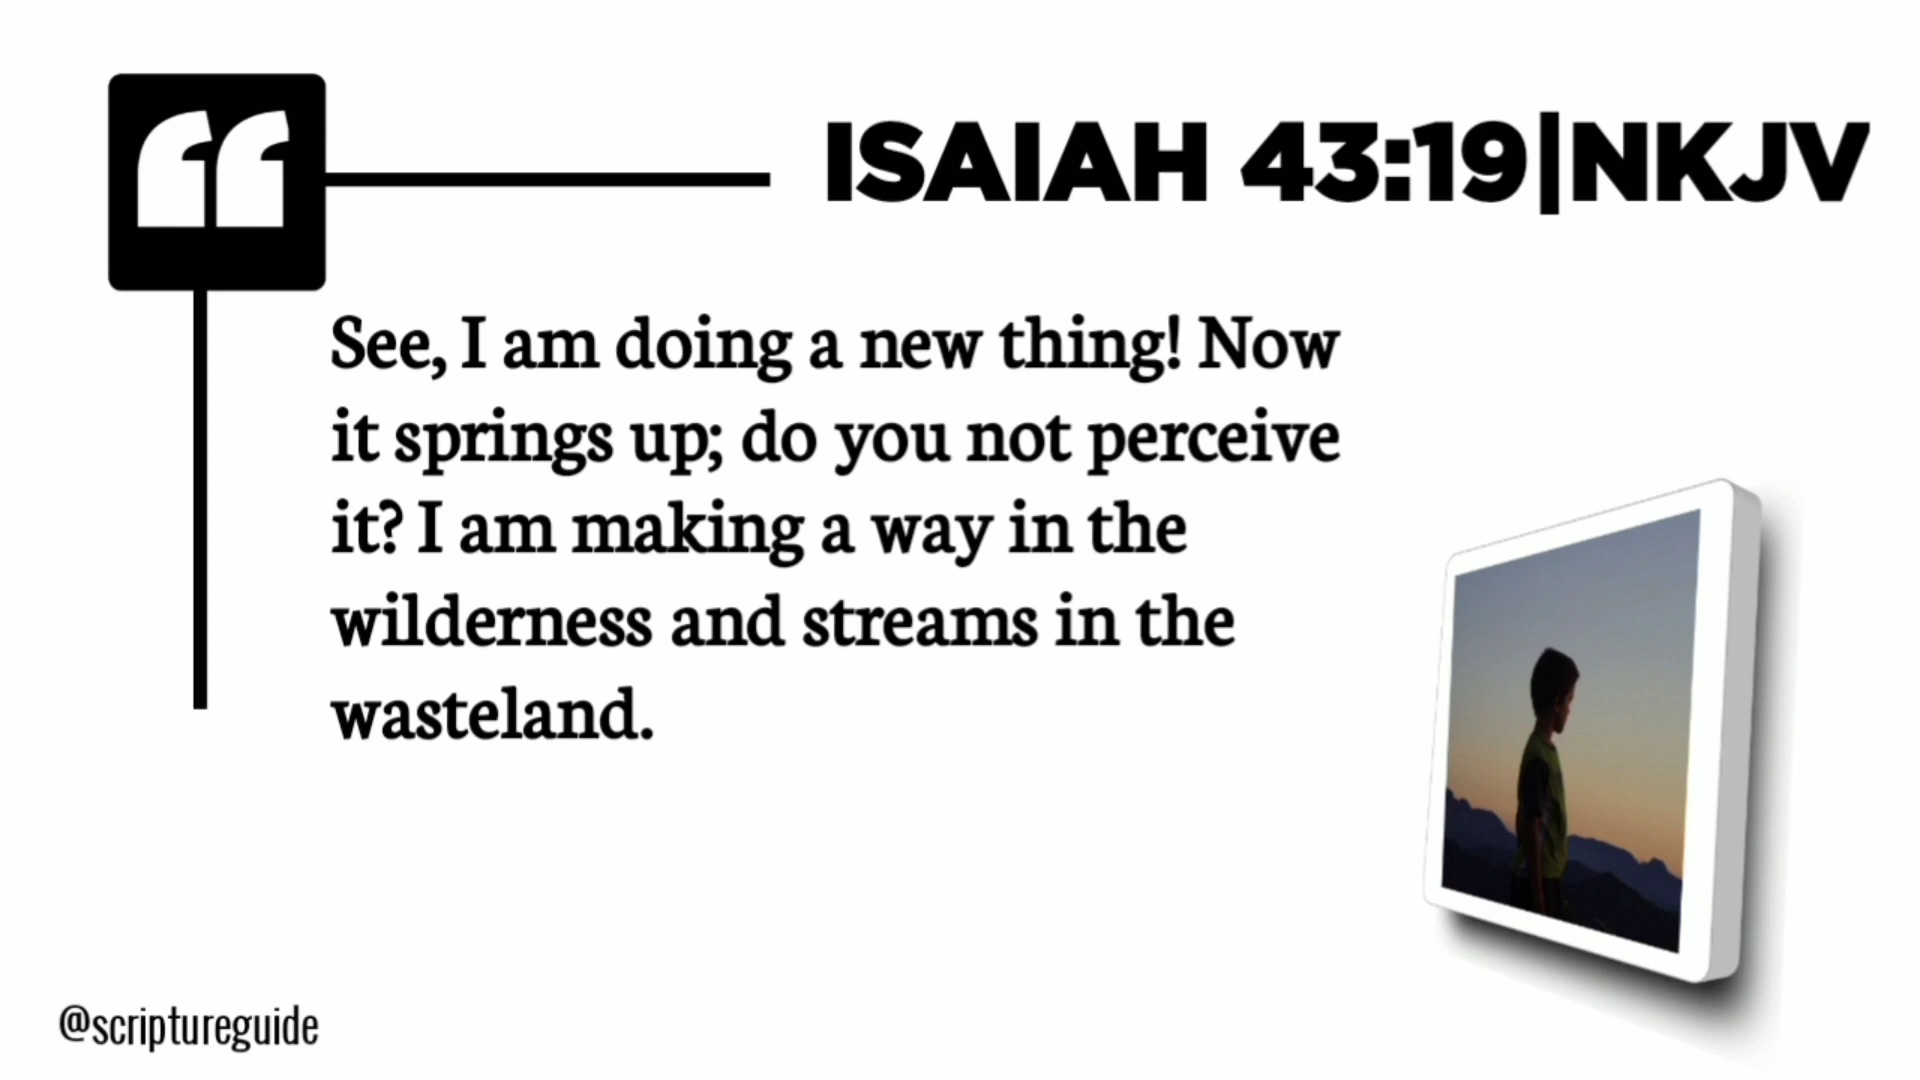 ISAIAH 43:19|NKJV
See, I am doing a new thing! Now
it springs up; do you not perceive
it? I am making a way in the
wilderness and streams in the
wasteland.
@scriptureguide